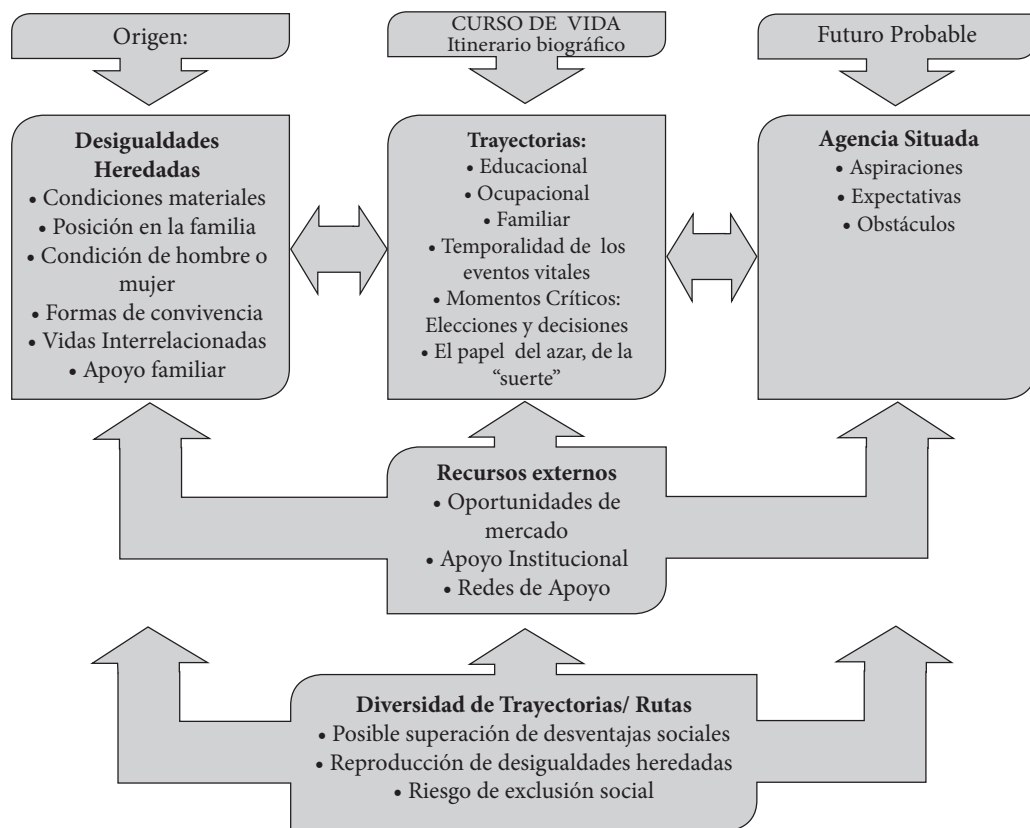 Origen:
CURSO DE VIDA
Itinerario biográfico
Futuro Probable
Desigualdades
Heredadas
• Condiciones materiales
• Posición en la familia
• Condición de hombre o
mujer
• Formas de convivencia
• Vidas Interrelacionadas
• Apoyo familiar
Trayectorias:
• Educacional
• Ocupacional
• Familiar
• Temporalidad de los
eventos vitales
• Momentos Críticos:
Elecciones y decisiones
• El papel del azar, de la
“suerte”
Agencia Situada
• Aspiraciones
• Expectativas
• Obstáculos
Recursos externos
• Oportunidades de
mercado
• Apoyo Institucional
• Redes de Apoyo
Diversidad de Trayectorias/ Rutas
• Posible superación de desventajas sociales
• Reproducción de desigualdades heredadas
• Riesgo de exclusión social